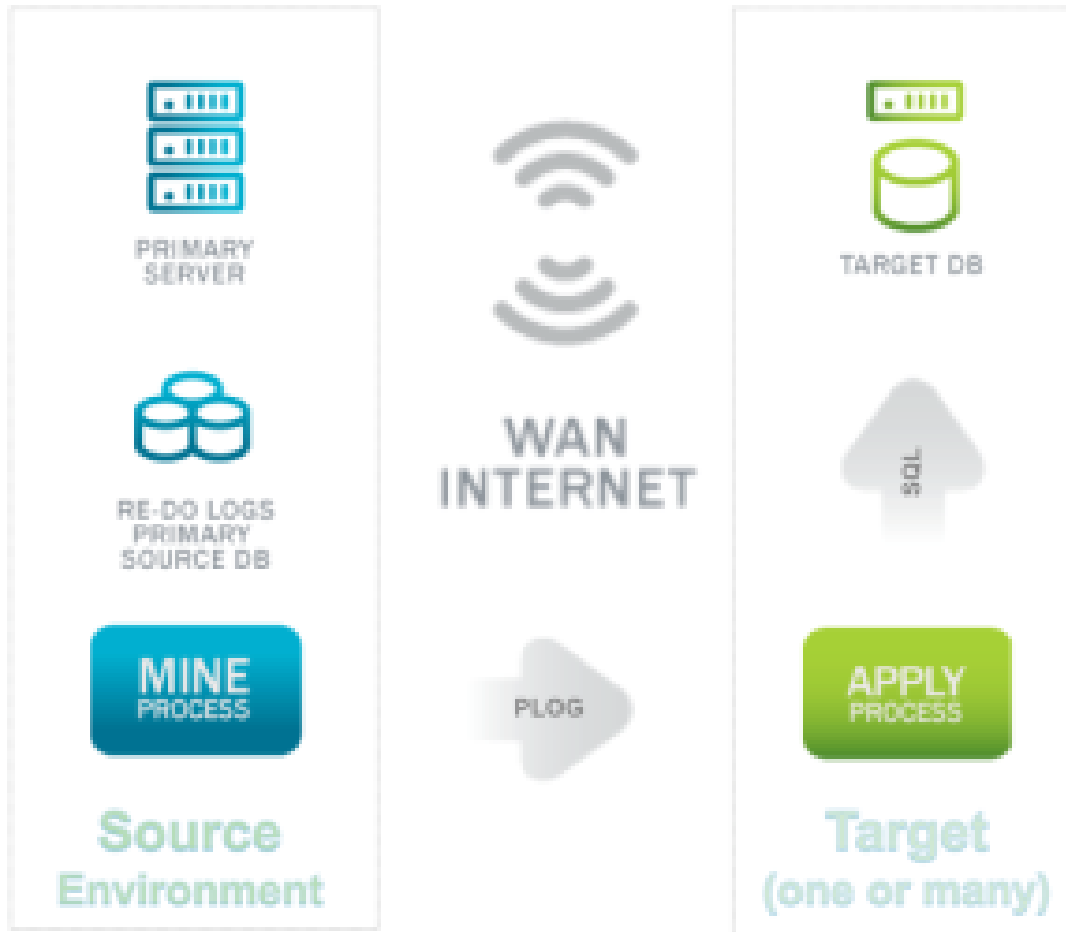 PRIMARY
SERVER
RE-DO LOGS
PRIMARY
SOURCE DB
MINE
PROCESS
Source
Environment
WAN
INTERNET
PLOG
TARGET DB
SQL
APPLY
PROCESS
Target
(one or many)